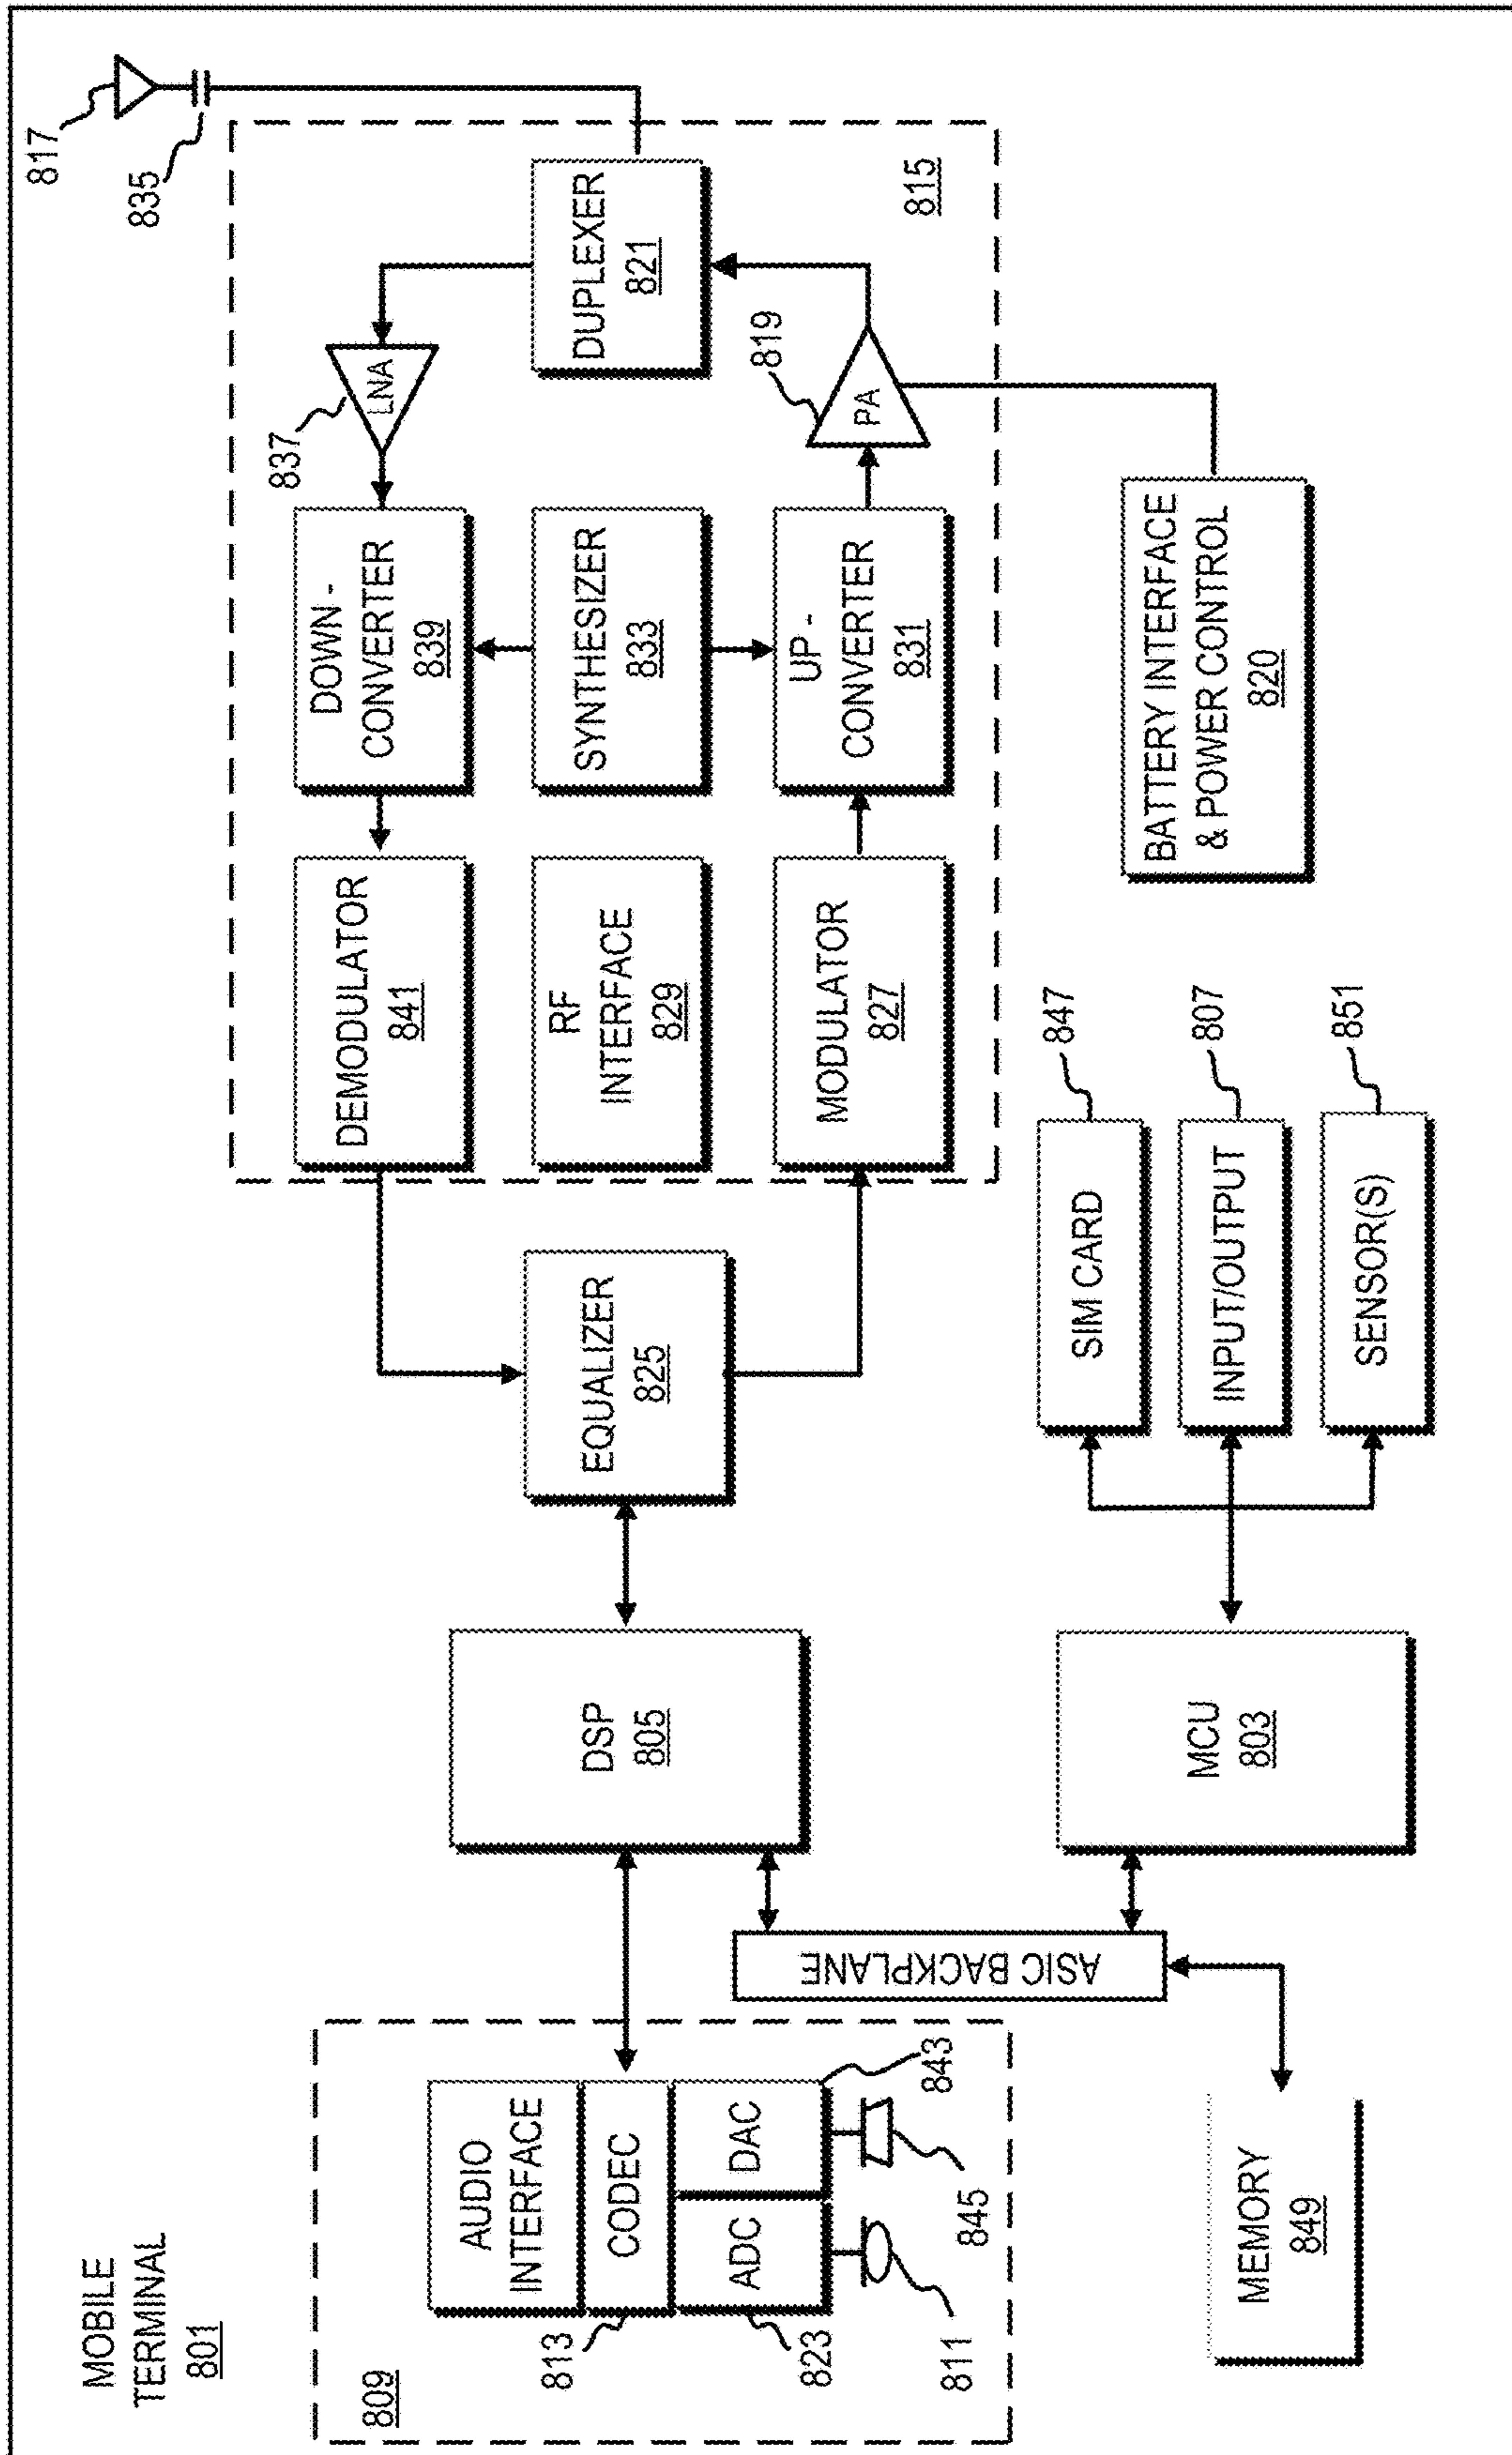 MOBILE
TERMINAL
801
809
AUDIO
INTERFACE
CODEC
813
ADC
DAC
823
843
811
845
DSP
805
ASIC BACKPLANE
MEMORY
849
MCU
803
EQUALIZER
825
SIM CARD
847
INPUT/OUTPUT
807
SENSOR(S)
851
DEMODULATOR
841
RF
INTERFACE
829
MODULATOR
827
DOWN -
CONVERTER
839
SYNTHESIZER
833
UP -
CONVERTER
831
LNA
837
PA
819
DUPLEXER
821
815
817
835
BATTERY INTERFACE
& POWER CONTROL
820